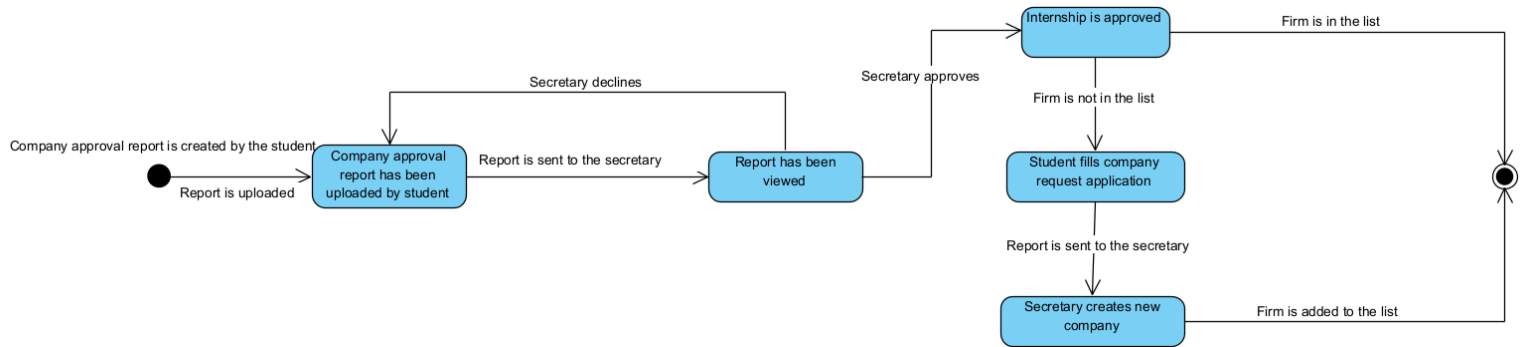 Internship is approved
Firm is in the list
Secretary approves
Secretary declines
Firm is not in the list
Company approval report is created by the student
Company approval
report has been
uploaded by student
Report is sent to the secretary
Report has been
viewed
Student fills company
request application
Report is uploaded
Report is sent to the secretary
Secretary creates new
company
Firm is added to the list